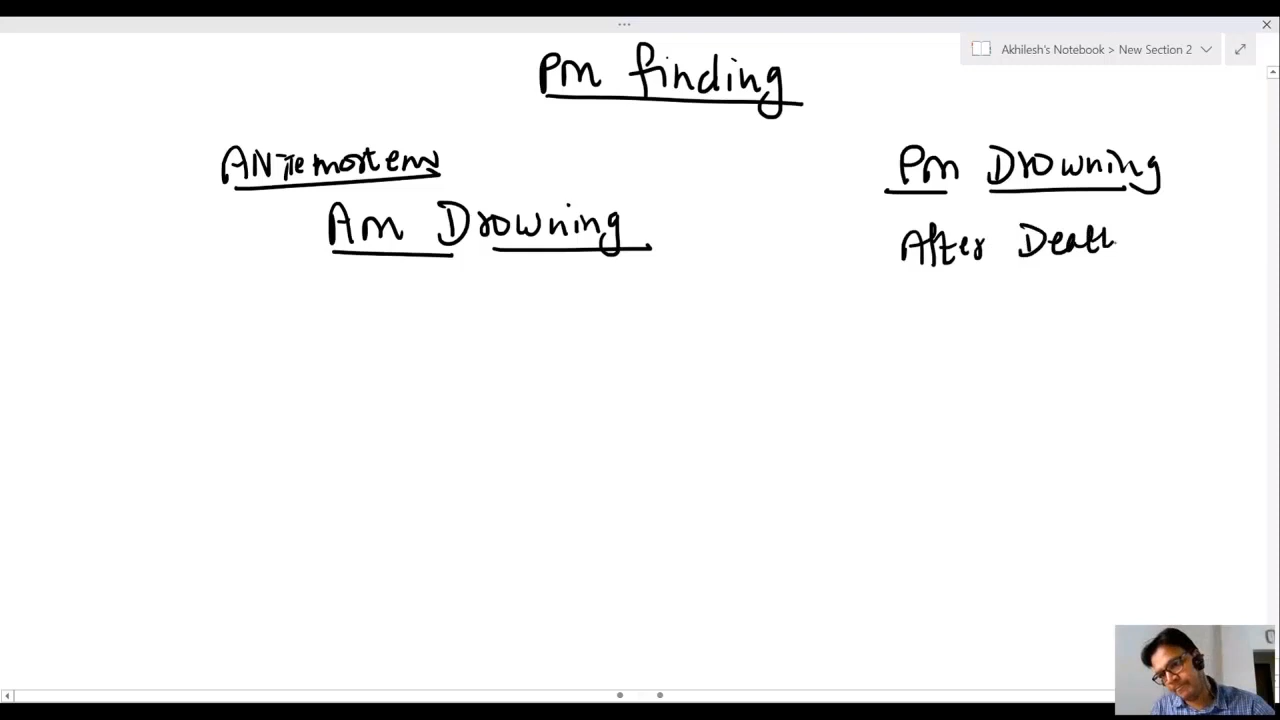 Akhilesh's Notebook > New Section 2
Pm finding
ANTemortem
Am Drowning
Pm Drowning
After Death